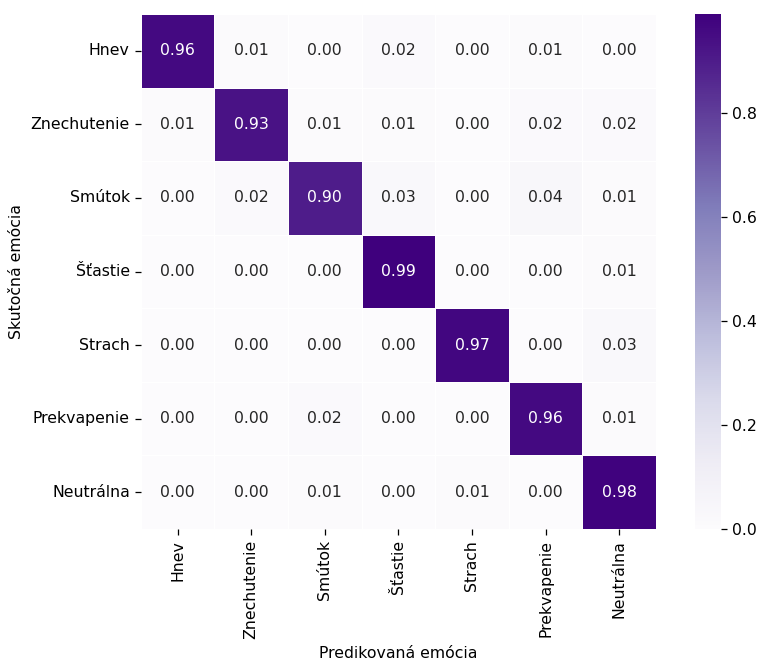 Skutočná emócia
Hnev 0.96 0.01 0.00 0.02 0.00 0.01 0.00
Znechutenie 0.01 0.93 0.01 0.01 0.00 0.02 0.02
Smútok 0.00 0.02 0.90 0.03 0.00 0.04 0.01
Šťastie 0.00 0.00 0.00 0.99 0.00 0.00 0.01
Strach 0.00 0.00 0.00 0.00 0.97 0.00 0.03
Prekvapenie 0.00 0.00 0.02 0.00 0.00 0.96 0.01
Neutrálna 0.00 0.00 0.01 0.00 0.01 0.00 0.98
Hnev Znechutenie Smútok Šťastie Strach Prekvapenie Neutrálna
Predikovaná emócia
0.8
0.6
0.4
0.2
0.0